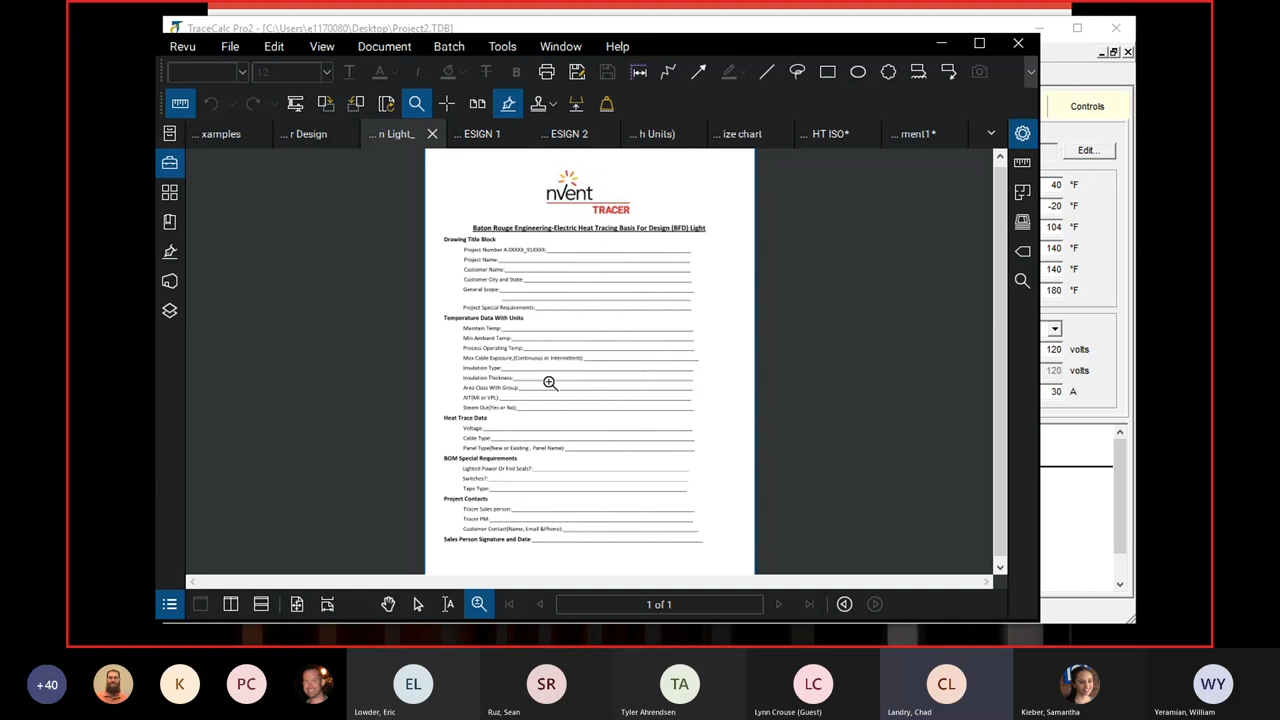 TraceCalc Pro2 - [C:\Users\e1170080\Desktop\Project2.TDB]
Revu File Edit View Document Batch Tools Window Help
12
Controls
... xamples ... r Design ... n Light_ ESIGN 1 ESIGN 2 ... h Units) ... ize chart ... HT ISO* ... rment1*
Edit...
40 °F
-20 °F
104 °F
140 °F
140 °F
180 °F
120 volts
120 volts
30 A
nVent
TRACER
Baton Rouge Engineering-Electric Heat Tracing Basis For Design (BFD) Light
Drawing Title Block
Project Number A.0XXXX_91XXXX:
Project Name:
Customer Name:
Customer City and State:
General Scope:
Project Special Requirements:
Temperature Data With Units
Maintain Temp:
Min Ambient Temp:
Process Operating Temp:
Max Cable Exposure,(Continuous or Intermittent):
Insulation Type:
Insulation Thickness:
Area Class With Group:
AIT(MI or VPL):
Steam Out(Yes or No):
Heat Trace Data
Voltage:
Cable Type:
Panel Type(New or Existing , Panel Name):
BOM Special Requirements
Lighted Power Or End Seals?:
Switches?:
Tape Type:
Project Contacts
Tracer Sales person:
Tracer PM:
Customer Contact(Name, Email &Phone):
Sales Person Signature and Date:
1 of 1
+40 K PC EL SR TA LC CL WY
Lowder, Eric Ruz, Sean Tyler Ahrendsen Lynn Crouse (Guest) Landry, Chad Kieber, Samantha Yeramian, William